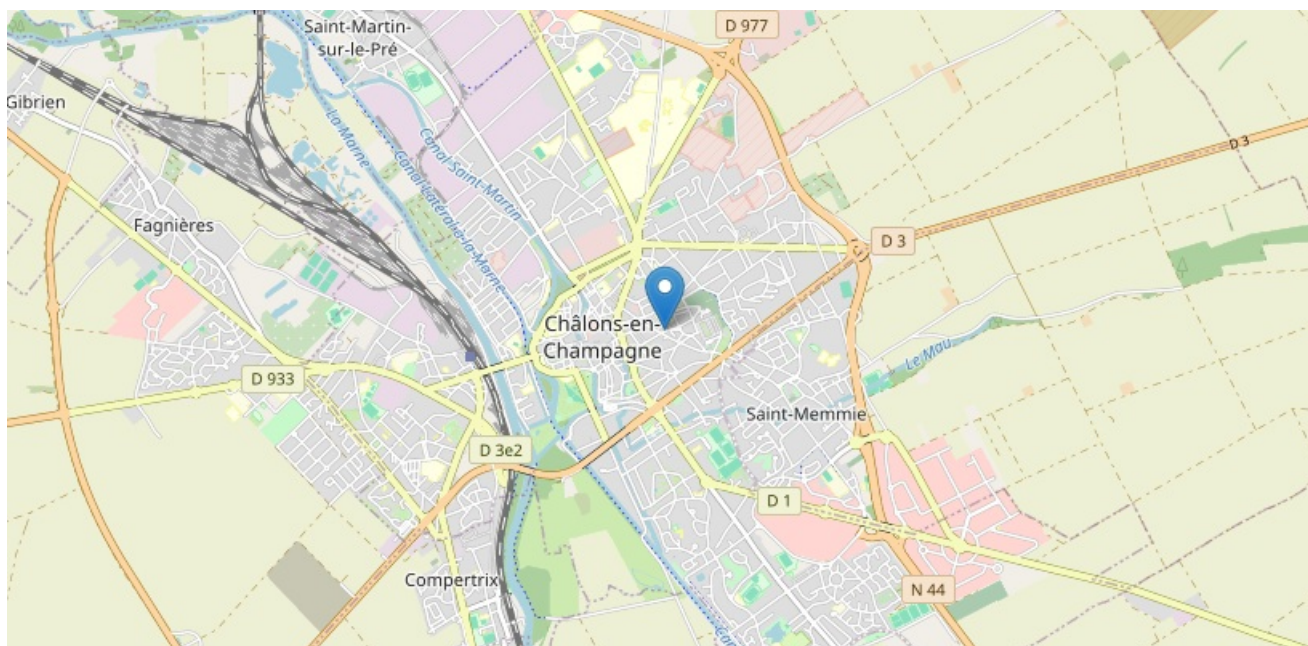 Saint-Martin-
sur-le-Pré
D 977
Gibrien
La Marne
Canal Saint-Martin
Canal Latéral à la Marne
D 3
Fagnières
D 3
Châlons-en-
Champagne
Le Mau
D 933
Saint-Memmie
D 3e2
D 1
Compertrix
N 44